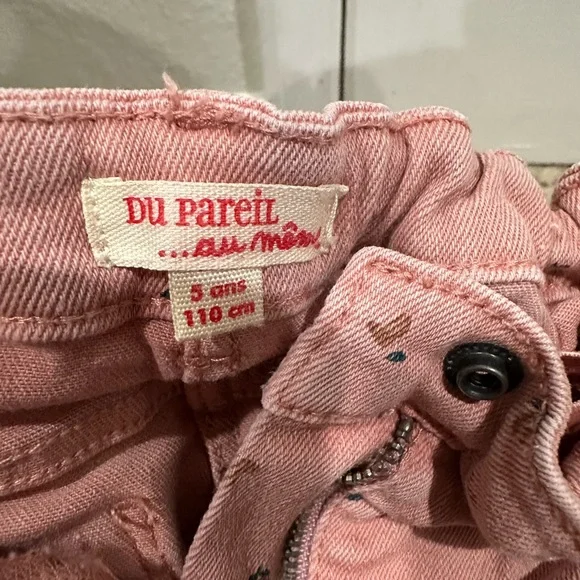 DU PaReiL
...au même
5 ans
110 cm